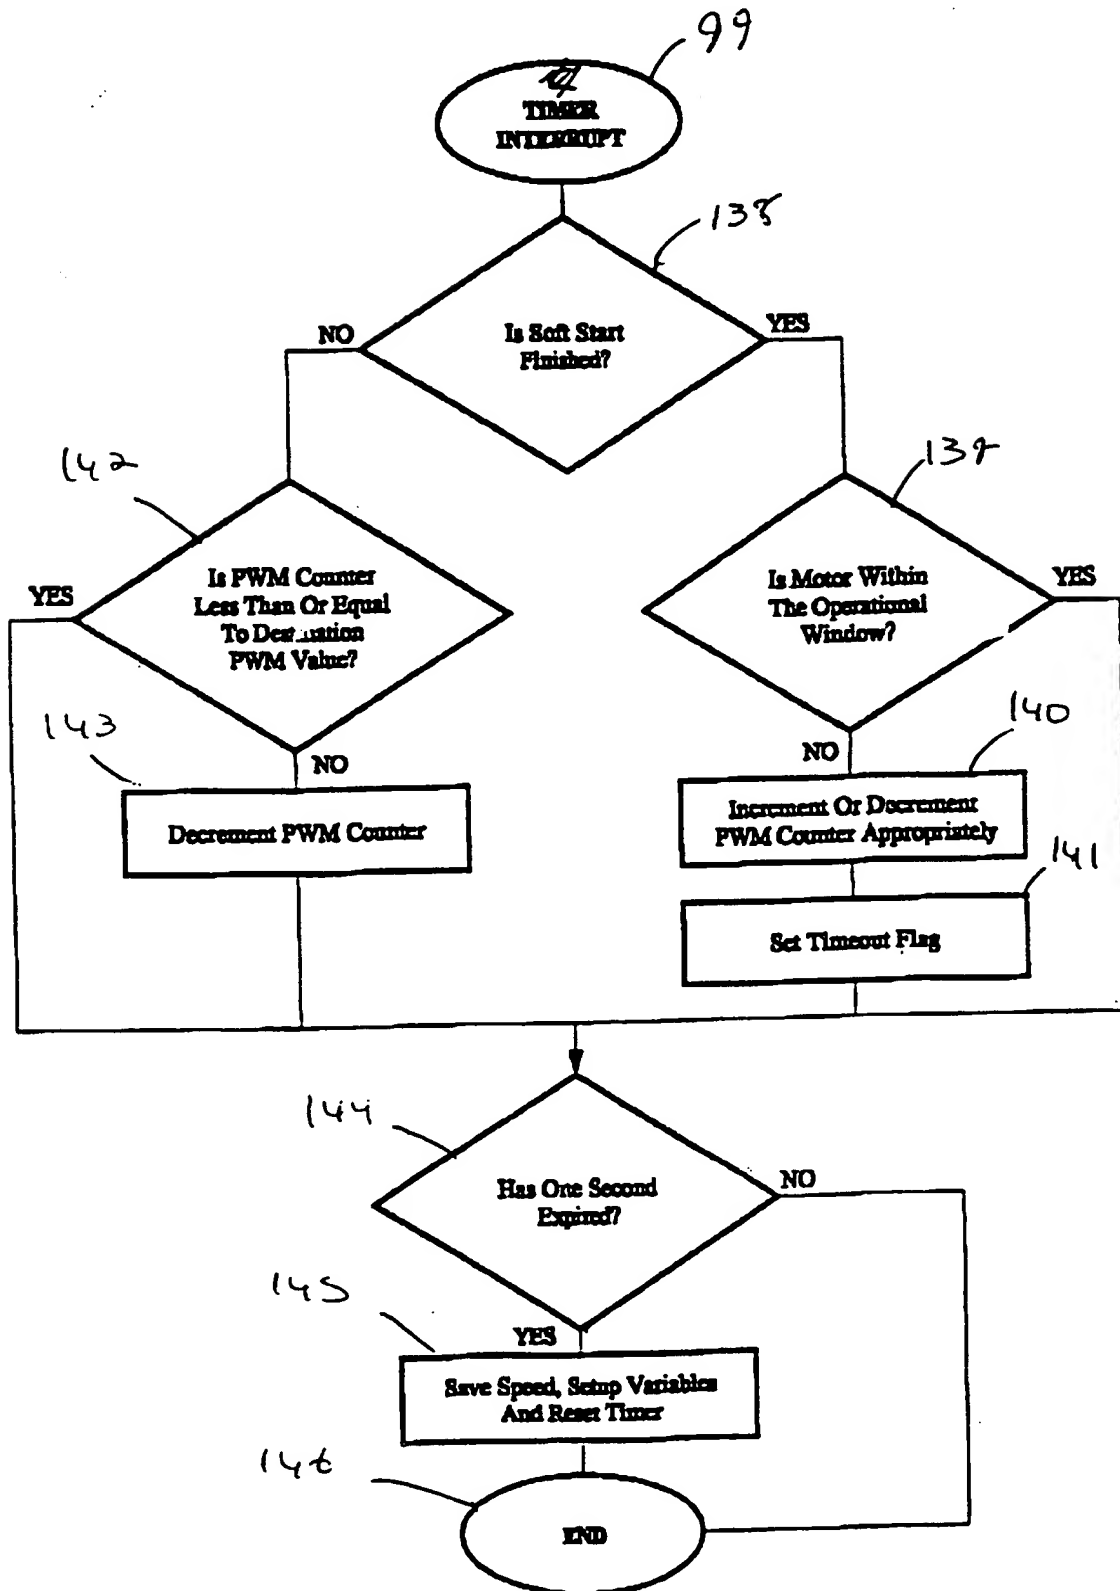 99
TIMER
INTERRUPT
Is Soft Start
Finished?
NO
YES
142
Is PWM Counter
Less Than Or Equal
To PWM Value?
YES
NO
Is Motor Within
The Operational
Window?
YES
NO
143
Decrement PWM Counter
140
Increment Or Decrement
PWM Counter Appropriately
141
Set Timeout Flag
144
Has One Second
Expired?
NO
YES
145
Save Speed, Setup Variables
And Reset Timer
146
END